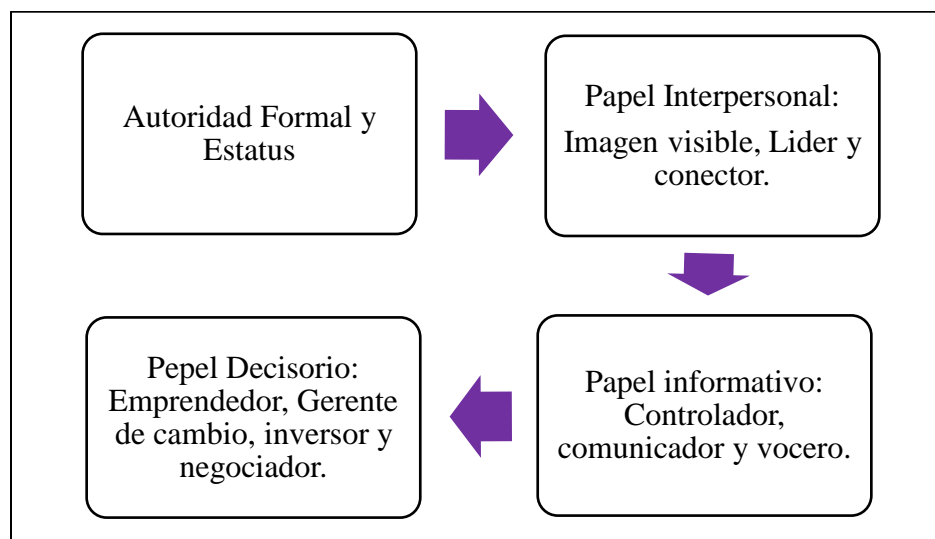 Autoridad Formal y
Estatus
Papel Interpersonal:
Imagen visible, Lider y
conector.
Papel informativo:
Controlador,
comunicador y vocero.
Pepel Decisorio:
Emprendedor, Gerente
de cambio, inversor y
negociador.